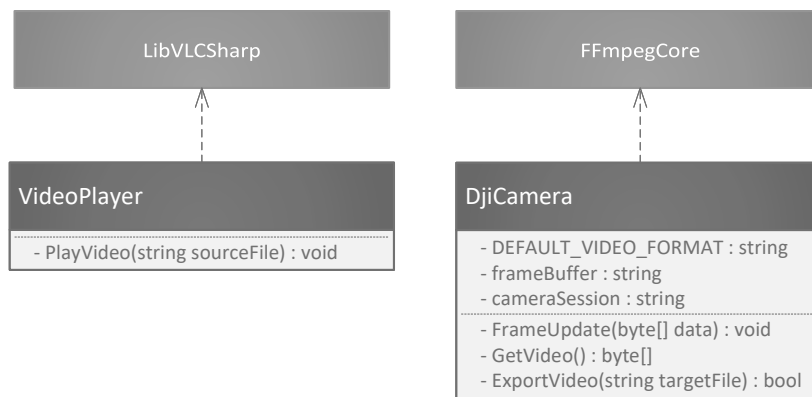 LibVLCSharp
FFmpegCore
VideoPlayer
- PlayVideo(string sourceFile) : void
DjiCamera
- DEFAULT_VIDEO_FORMAT : string
- frameBuffer : string
- cameraSession : string
- FrameUpdate(byte[] data) : void
- GetVideo() : byte[]
- ExportVideo(string targetFile) : bool